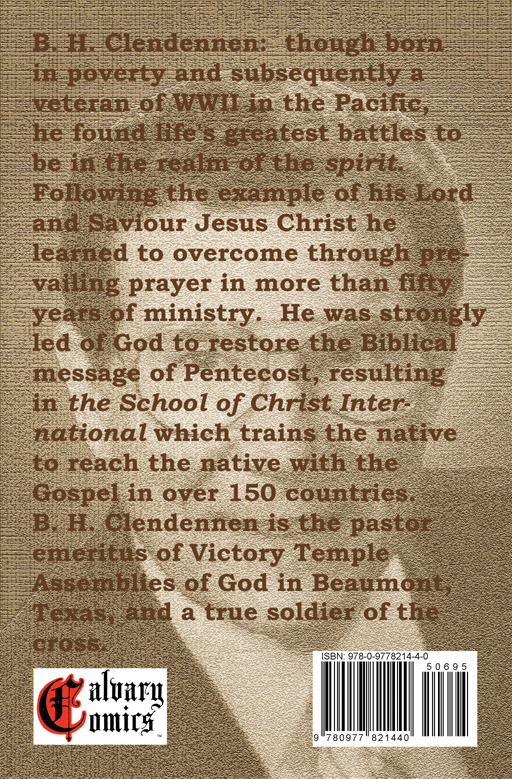 B. H. Clendennen:  though born
in poverty and subsequently a
veteran of WWII in the Pacific,
he found life's greatest battles to
be in the realm of the spirit.
Following the example of his Lord
and Saviour Jesus Christ he
learned to overcome through pre-
vailing prayer in more than fifty
years of ministry.  He was strongly
led of God to restore the Biblical
message of Pentecost, resulting
in the School of Christ Inter-
national which trains the native
to reach the native with the
Gospel in over 150 countries.
B. H. Clendennen is the pastor
emeritus of Victory Temple
Assemblies of God in Beaumont,
Texas, and a true soldier of the
cross.
Calvary
Comics™
ISBN: 978-0-9778214-4-0
50695
9 780977 821440